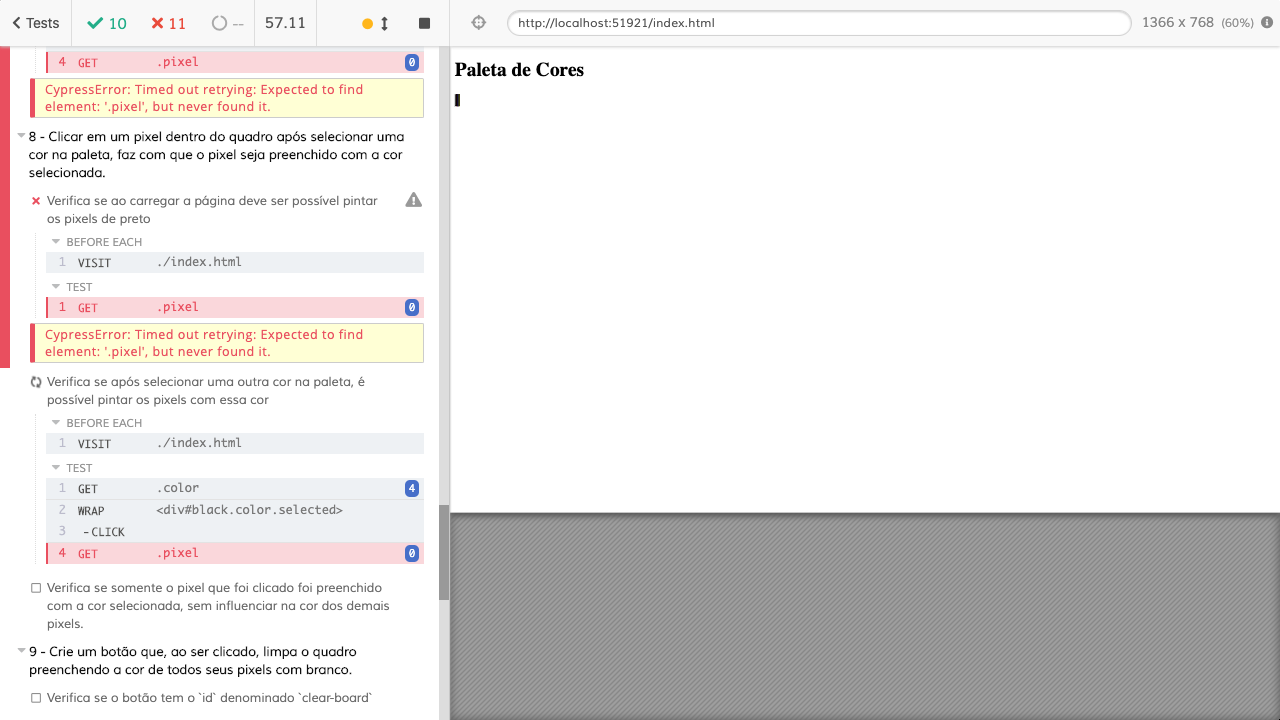 Tests 10 11 -- 57.11 http://localhost:51921/index.html 1366 x 768 (60%)
4 GET .pixel 0
CypressError: Timed out retrying: Expected to find
element: '.pixel', but never found it.
8 - Clicar em um pixel dentro do quadro após selecionar uma
cor na paleta, faz com que o pixel seja preenchido com a cor
selecionada.
Verifica se ao carregar a página deve ser possível pintar
os pixels de preto
BEFORE EACH
1 VISIT ./index.html
TEST
1 GET .pixel 0
CypressError: Timed out retrying: Expected to find
element: '.pixel', but never found it.
Verifica se após selecionar uma outra cor na paleta, é
possível pintar os pixels com essa cor
BEFORE EACH
1 VISIT ./index.html
TEST
1 GET .color 4
2 WRAP <div#black.color.selected>
3 -CLICK
4 GET .pixel 0
Verifica se somente o pixel que foi clicado foi preenchido
com a cor selecionada, sem influenciar na cor dos demais
pixels.
9 - Crie um botão que, ao ser clicado, limpa o quadro
preenchendo a cor de todos seus pixels com branco.
Verifica se o botão tem o `id` denominado `clear-board`
Paleta de Cores